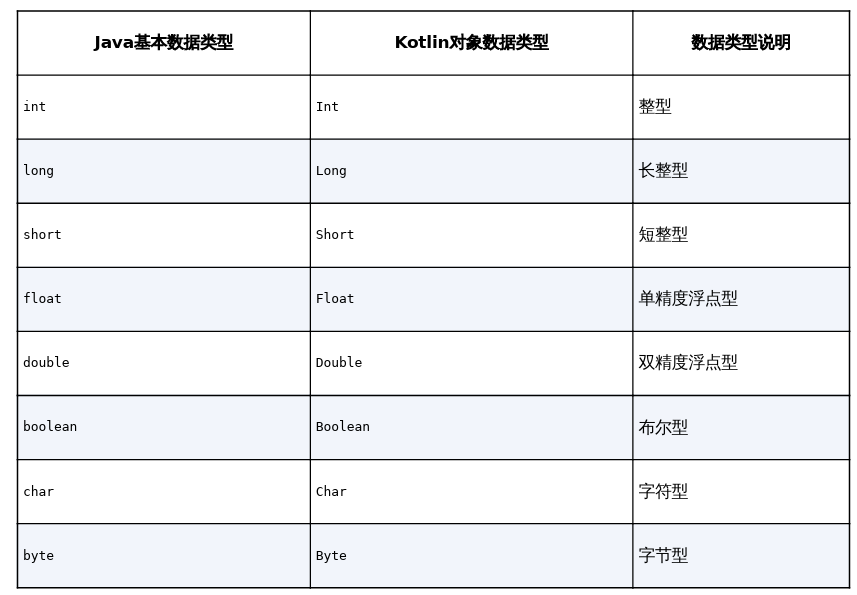 Java基本数据类型 Kotlin对象数据类型 数据类型说明
int Int 整型
long Long 长整型
short Short 短整型
float Float 单精度浮点型
double Double 双精度浮点型
boolean Boolean 布尔型
char Char 字符型
byte Byte 字节型